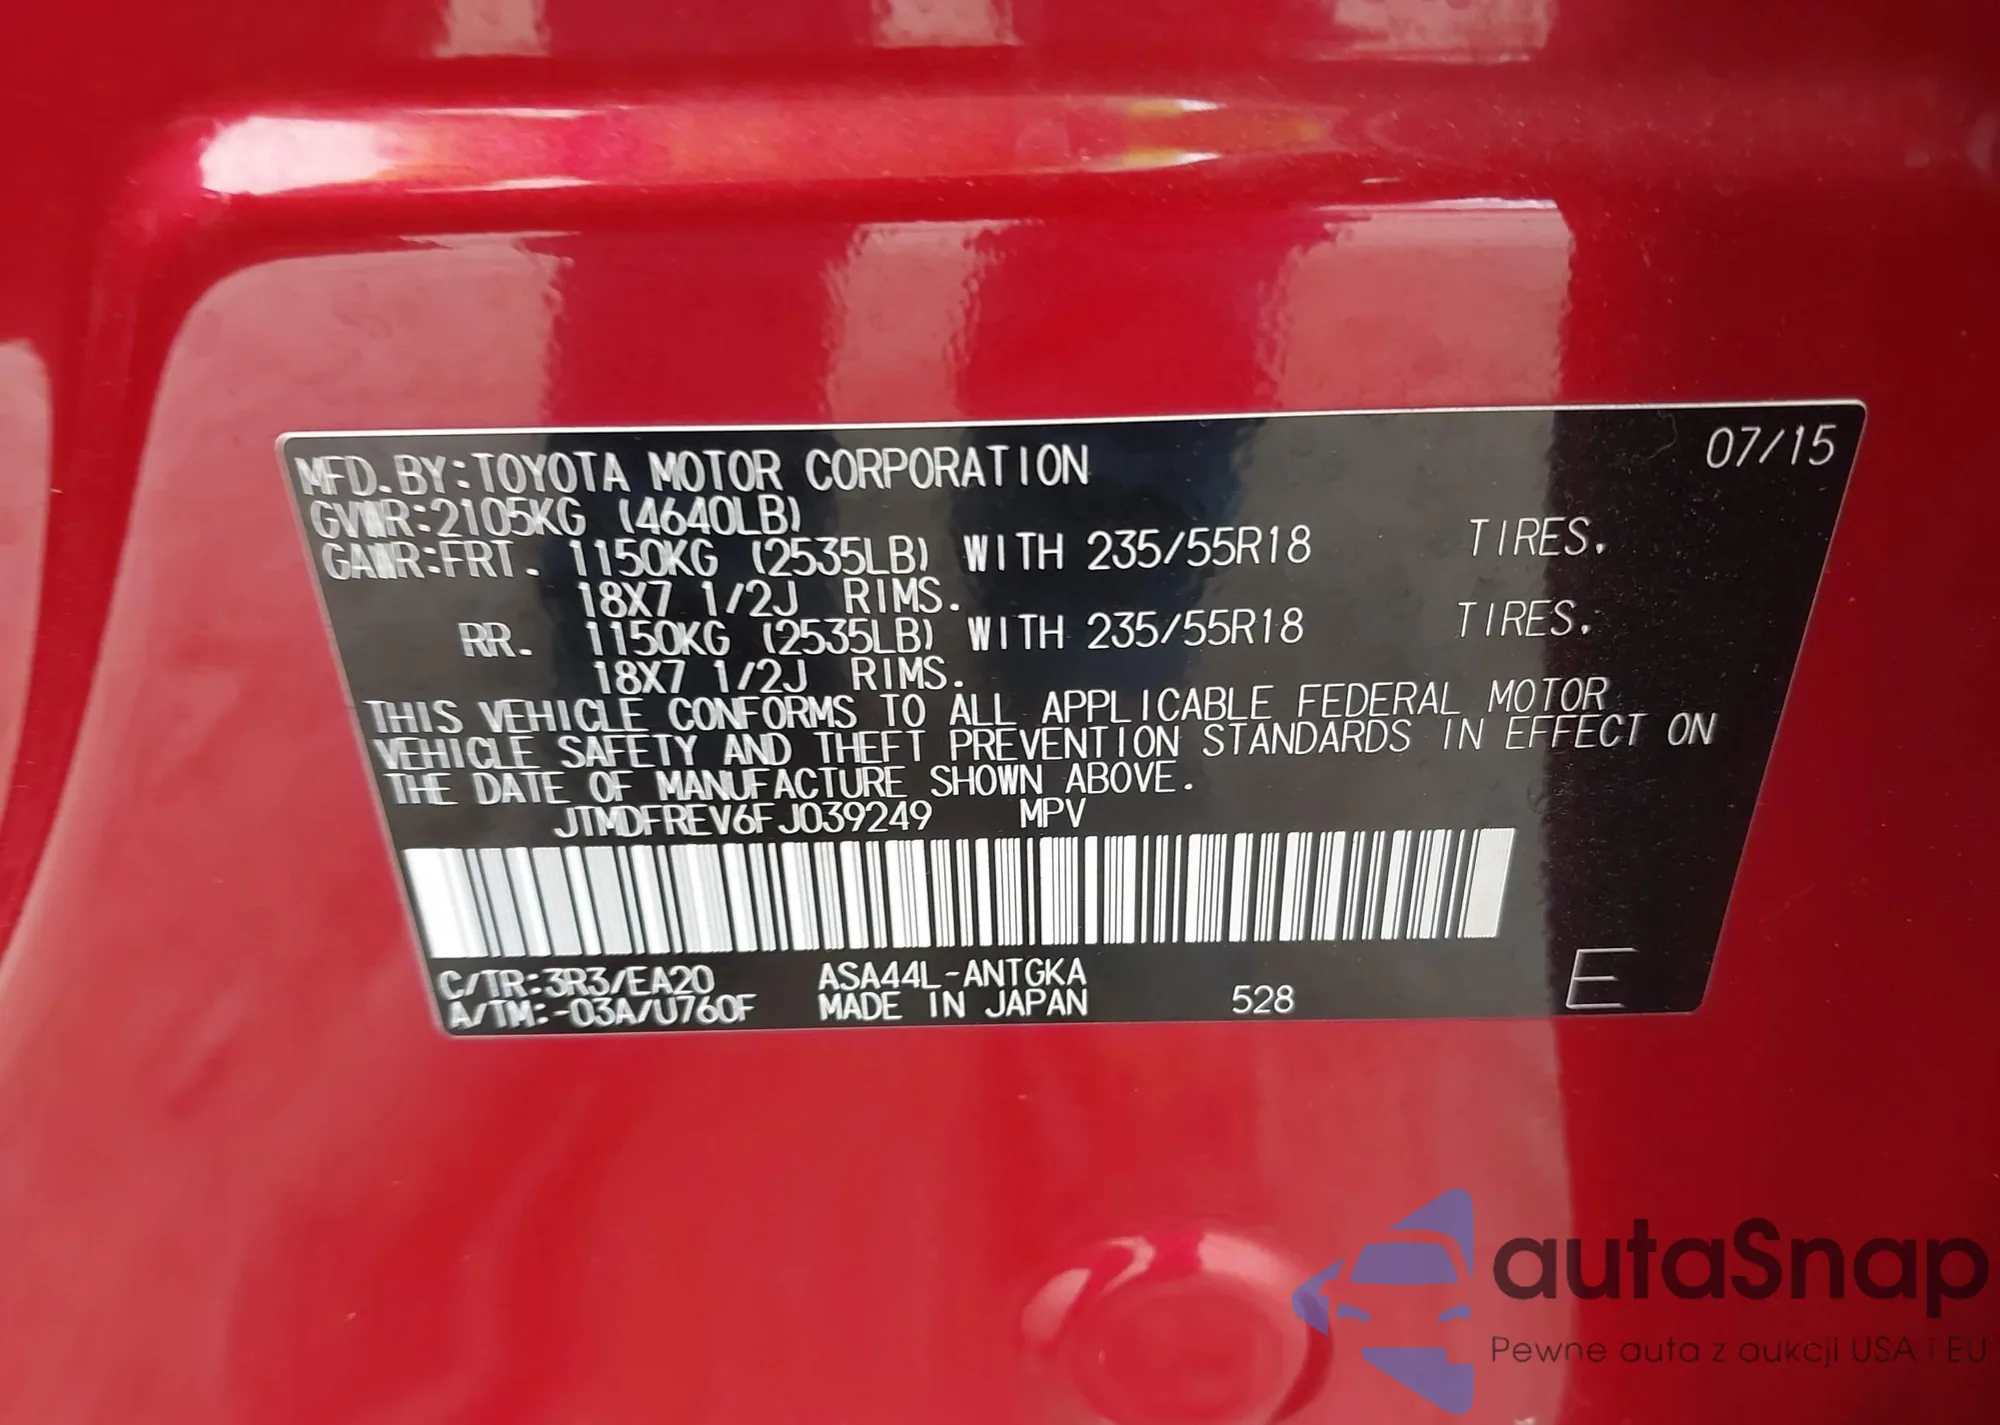 MFD. BY:TOYOTA MOTOR CORPORATION 07/15
GVWR:2105KG (4640LB)
GAWR:FRT. 1150KG (2535LB) WITH 235/55R18 TIRES.
18X7 1/2J RIMS.
RR. 1150KG (2535LB) WITH 235/55R18 TIRES.
18X7 1/2J RIMS.
THIS VEHICLE CONFORMS TO ALL APPLICABLE FEDERAL MOTOR
VEHICLE SAFETY AND THEFT PREVENTION STANDARDS IN EFFECT ON
THE DATE OF MANUFACTURE SHOWN ABOVE.
JTMDFREV6FJ039249 MPV
C/TR:3R3/EA20 ASA44L-ANTGKA
A/TM:-03A/U760F MADE IN JAPAN 528 E
autaSnap
Pewne auta z aukcji USA i EU